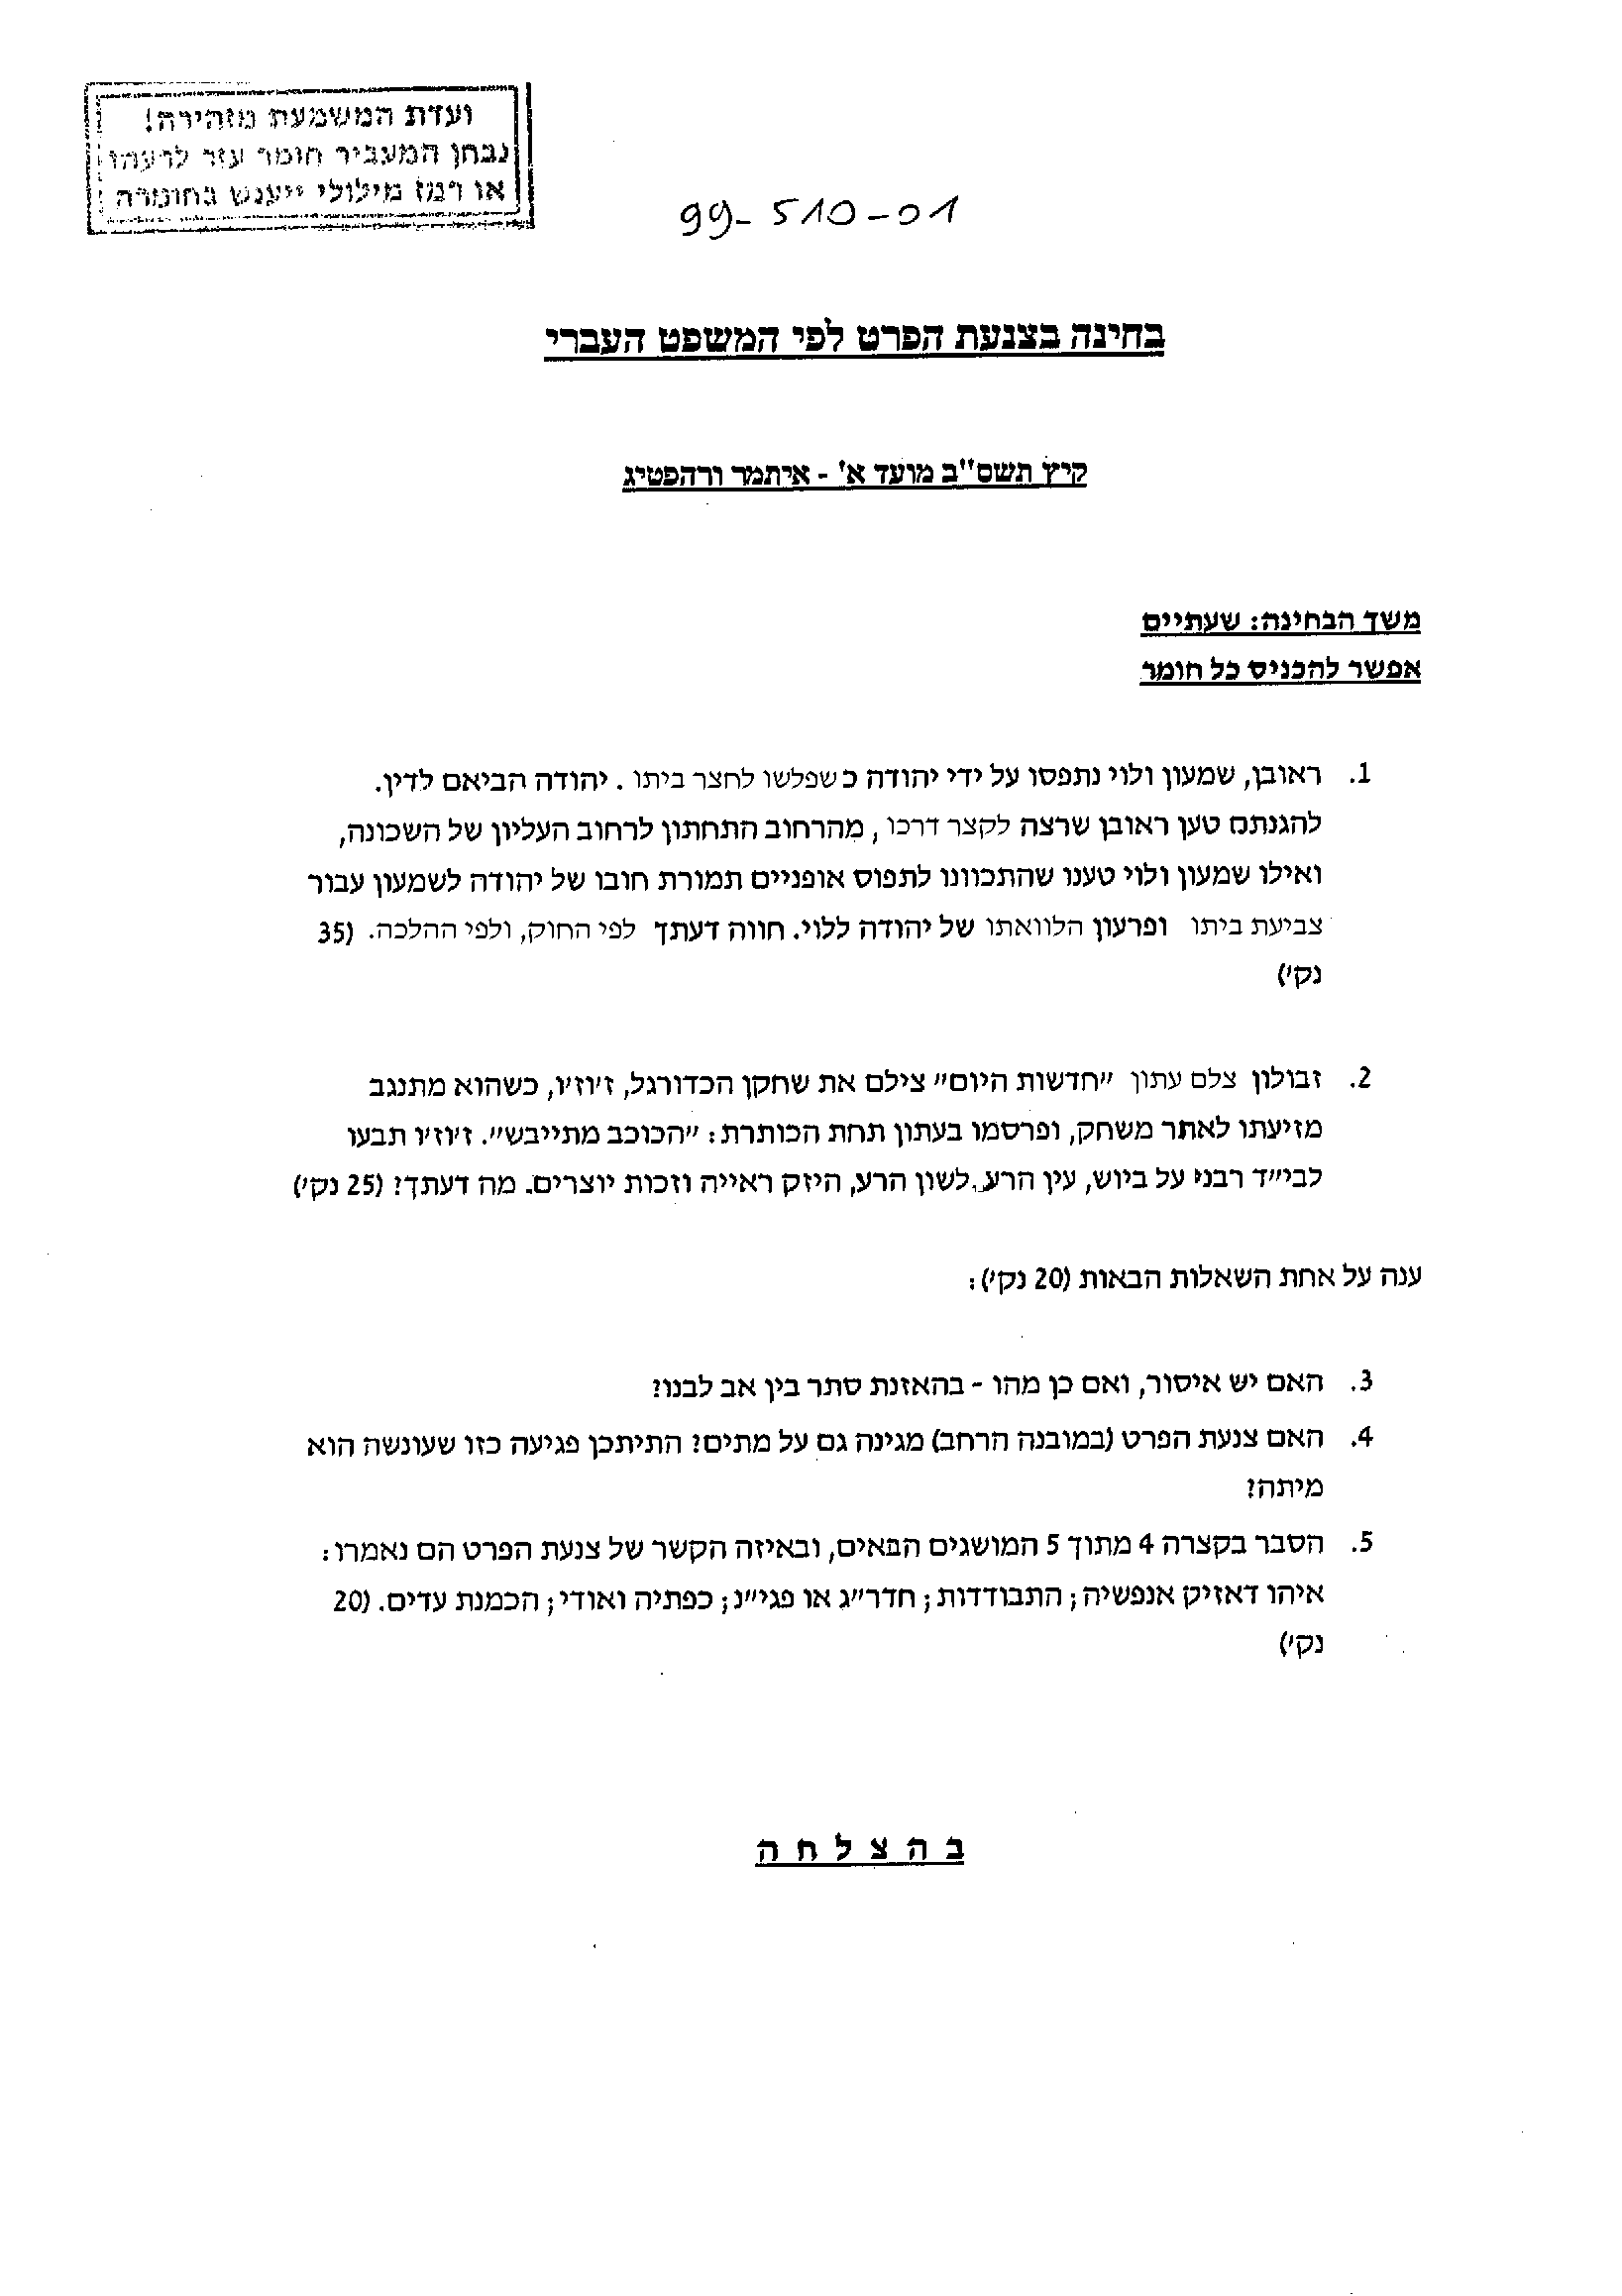 ועדת המשמעת מזהירה!
נבחן המעביר חומר עזר לרעהו
או רמז מילולי ייענש בחומרה
99-510-01
בחינה בצנעת הפרט לפי המשפט העברי
קיץ תשס"ב מועד א' - איתמר ורהפטיג
משך הבחינה: שעתיים
אפשר להכניס כל חומר
1. ראובן, שמעון ולוי נתפסו על ידי יהודה כשפלשו לחצר ביתו. יהודה הביאם לדין.
להגנתם טען ראובן שרצה לקצר דרכו, מהרחוב התחתון לרחוב העליון של השכונה,
ואילו שמעון ולוי טענו שהתכוונו לתפוס אופניים תמורת חובו של יהודה לשמעון עבור
צביעת ביתו ופרעון הלוואתו של יהודה ללוי. חווה דעתך לפי החוק, ולפי ההלכה. (35
נק')
2. זבולון צלם עתון "חדשות היום" צילם את שחקן הכדורגל, ז'וז'ו, כשהוא מתנגב
מזיעתו לאתר משחק, ופרסמו בעתון תחת הכותרת: "הכוכב מתייבש". ז'וז'ו תבעו
לבי"ד רבני על ביוש, עין הרע, לשון הרע, היזק ראייה וזכות יוצרים. מה דעתך? (25 נק')
ענה על אחת השאלות הבאות (20 נק'):
3. האם יש איסור, ואם כן מהו - בהאזנת סתר בין אב לבנו?
4. האם צנעת הפרט (במובנה הרחב) מגינה גם על מתים? התיתכן פגיעה כזו שעונשה הוא
מיתה?
5. הסבר בקצרה 4 מתוך 5 המושגים הבאים, ובאיזה הקשר של צנעת הפרט הם נאמרו:
איהו דאזיק אנפשיה; התבודדות; חדר"ג או פגי"נ; כפתיה ואודי; הכמנת עדים. (20
נק')
בהצלחה